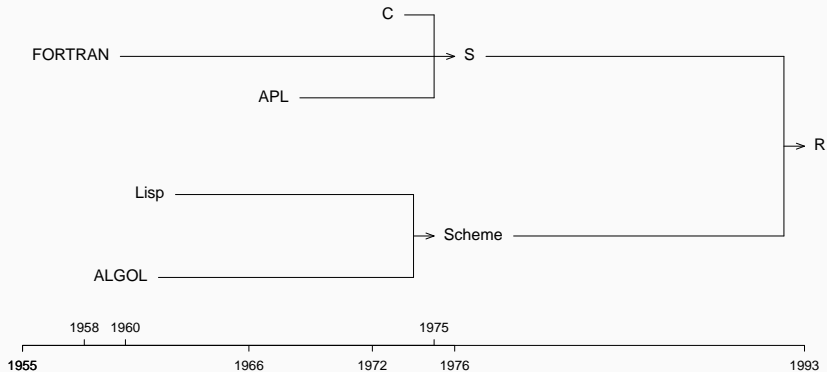 C
FORTRAN
S
APL
R
Lisp
Scheme
ALGOL
1958 1960 1975
1955 1966 1972 1976 1993